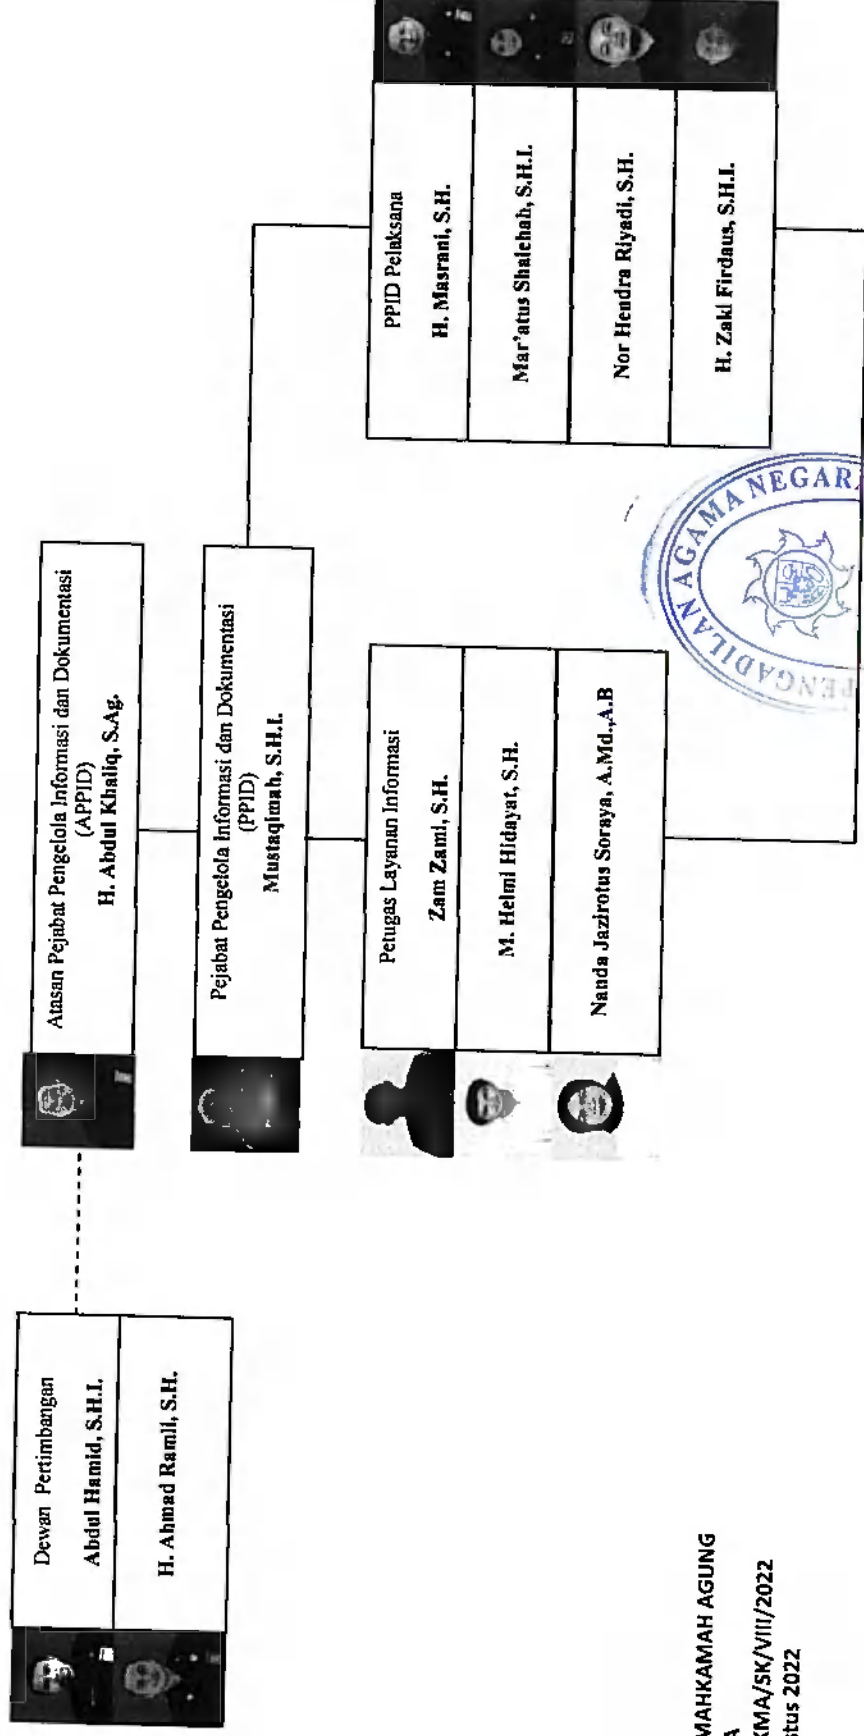 Dewan Pertimbangan
Abdul Hamid, S.H.I.
H. Ahmad Ramli, S.H.
Atasan Pejabat Pengelola Informasi dan Dokumentasi
(APPID)
H. Abdul Khaliq, S.Ag.
Pejabat Pengelola Informasi dan Dokumentasi
(PPID)
Mustaqimah, S.H.I.
Petugas Layanan Informasi
Zam Zami, S.H.
M. Helmi Hidayat, S.H.
Nanda Jazirotus Soraya, A.Md.,A.B
PPID Pelaksana
H. Masrani, S.H.
Mar'atus Shalehah, S.H.I.
Nor Hendra Riyadi, S.H.
H. Zaki Firdaus, S.H.I.
PENGADILAN AGAMA NEGARA
MAHKAMAH AGUNG
A
KMA/SK/VIII/2022
tus 2022